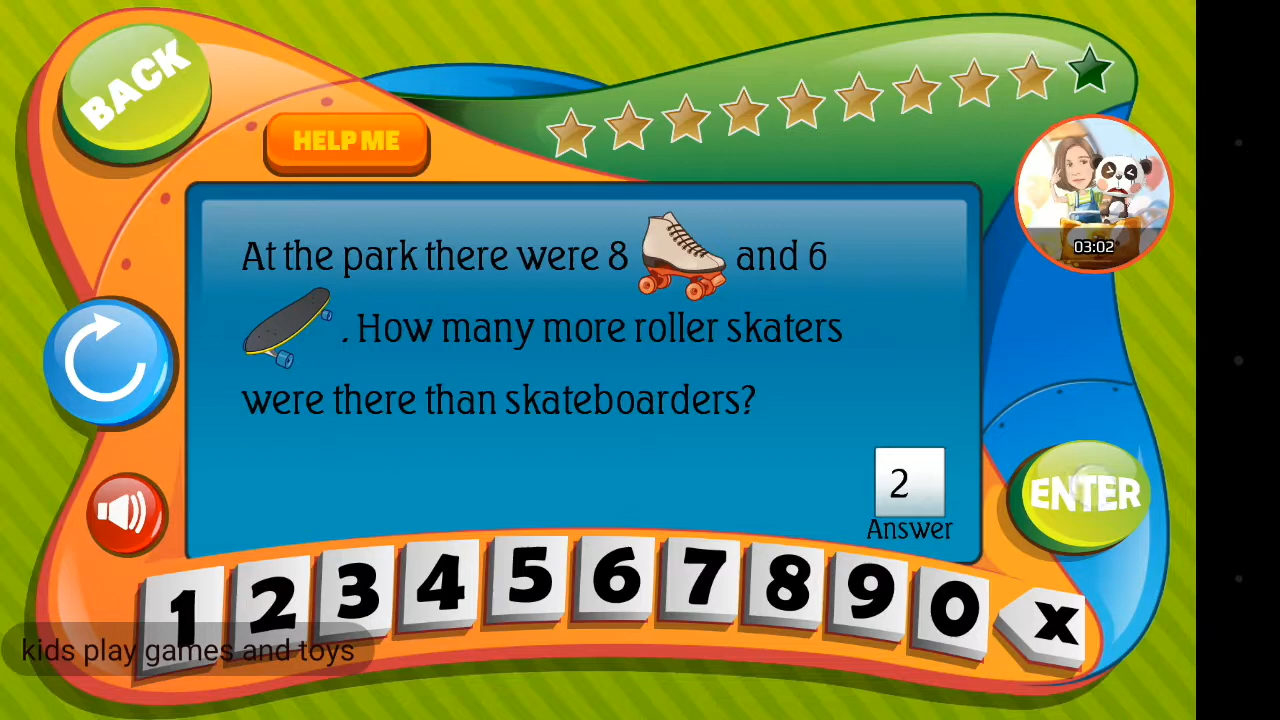 BACK
HELP ME
03:02
At the park there were 8 and 6
. How many more roller skaters
were there than skateboarders?
2
Answer
ENTER
1 2 3 4 5 6 7 8 9 0 x
kids play games and toys